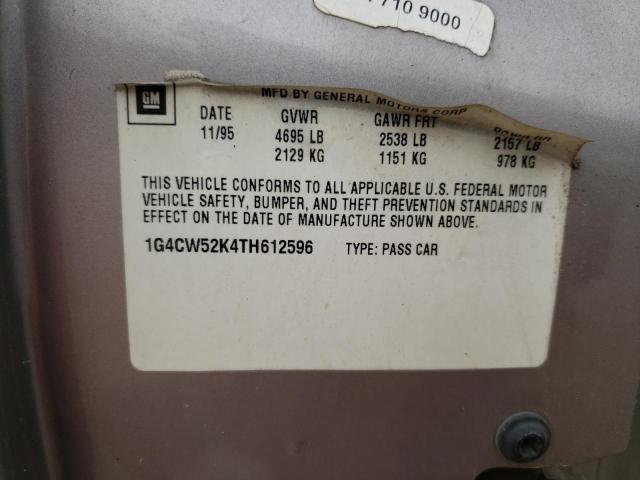 710 9000
GM
MFD BY GENERAL MOTORS CORP
DATE GVWR GAWR FRT GAWR RR
11/95 4695 LB 2538 LB 2157 LB
2129 KG 1151 KG 978 KG
THIS VEHICLE CONFORMS TO ALL APPLICABLE U.S. FEDERAL MOTOR
VEHICLE SAFETY, BUMPER, AND THEFT PREVENTION STANDARDS IN
EFFECT ON THE DATE OF MANUFACTURE SHOWN ABOVE.
1G4CW52K4TH612596 TYPE: PASS CAR